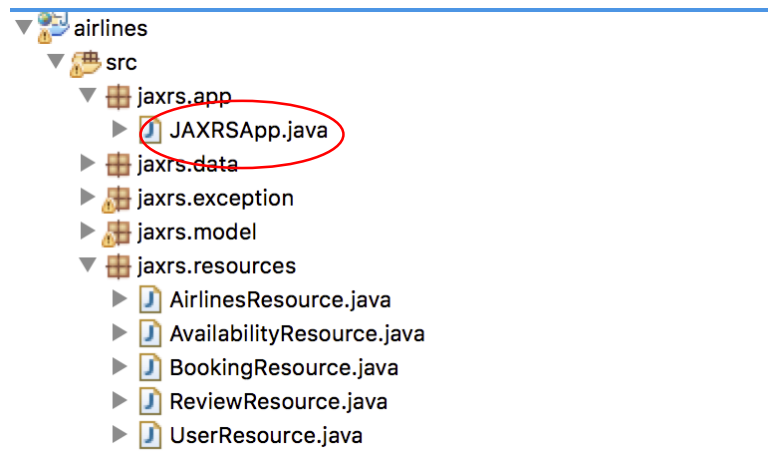 airlines
src
jaxrs.app
JAXRSApp.java
jaxrs.data
jaxrs.exception
jaxrs.model
jaxrs.resources
AirlinesResource.java
AvailabilityResource.java
BookingResource.java
ReviewResource.java
UserResource.java